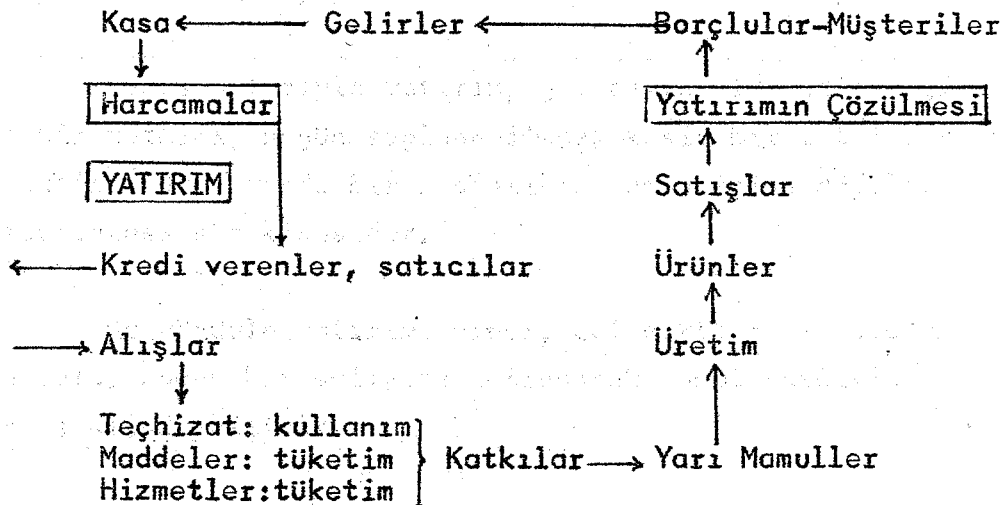 Kasa ← Gelirler ← Borçlular-Müşteriler
Harcamalar Yatırımın Çözülmesi
YATIRIM Satışlar
Kredi verenler, satıcılar Ürünler
Alışlar Üretim
Teçhizat: kullanım
Maddeler: tüketim Katkılar → Yarı Mamuller
Hizmetler:tüketim